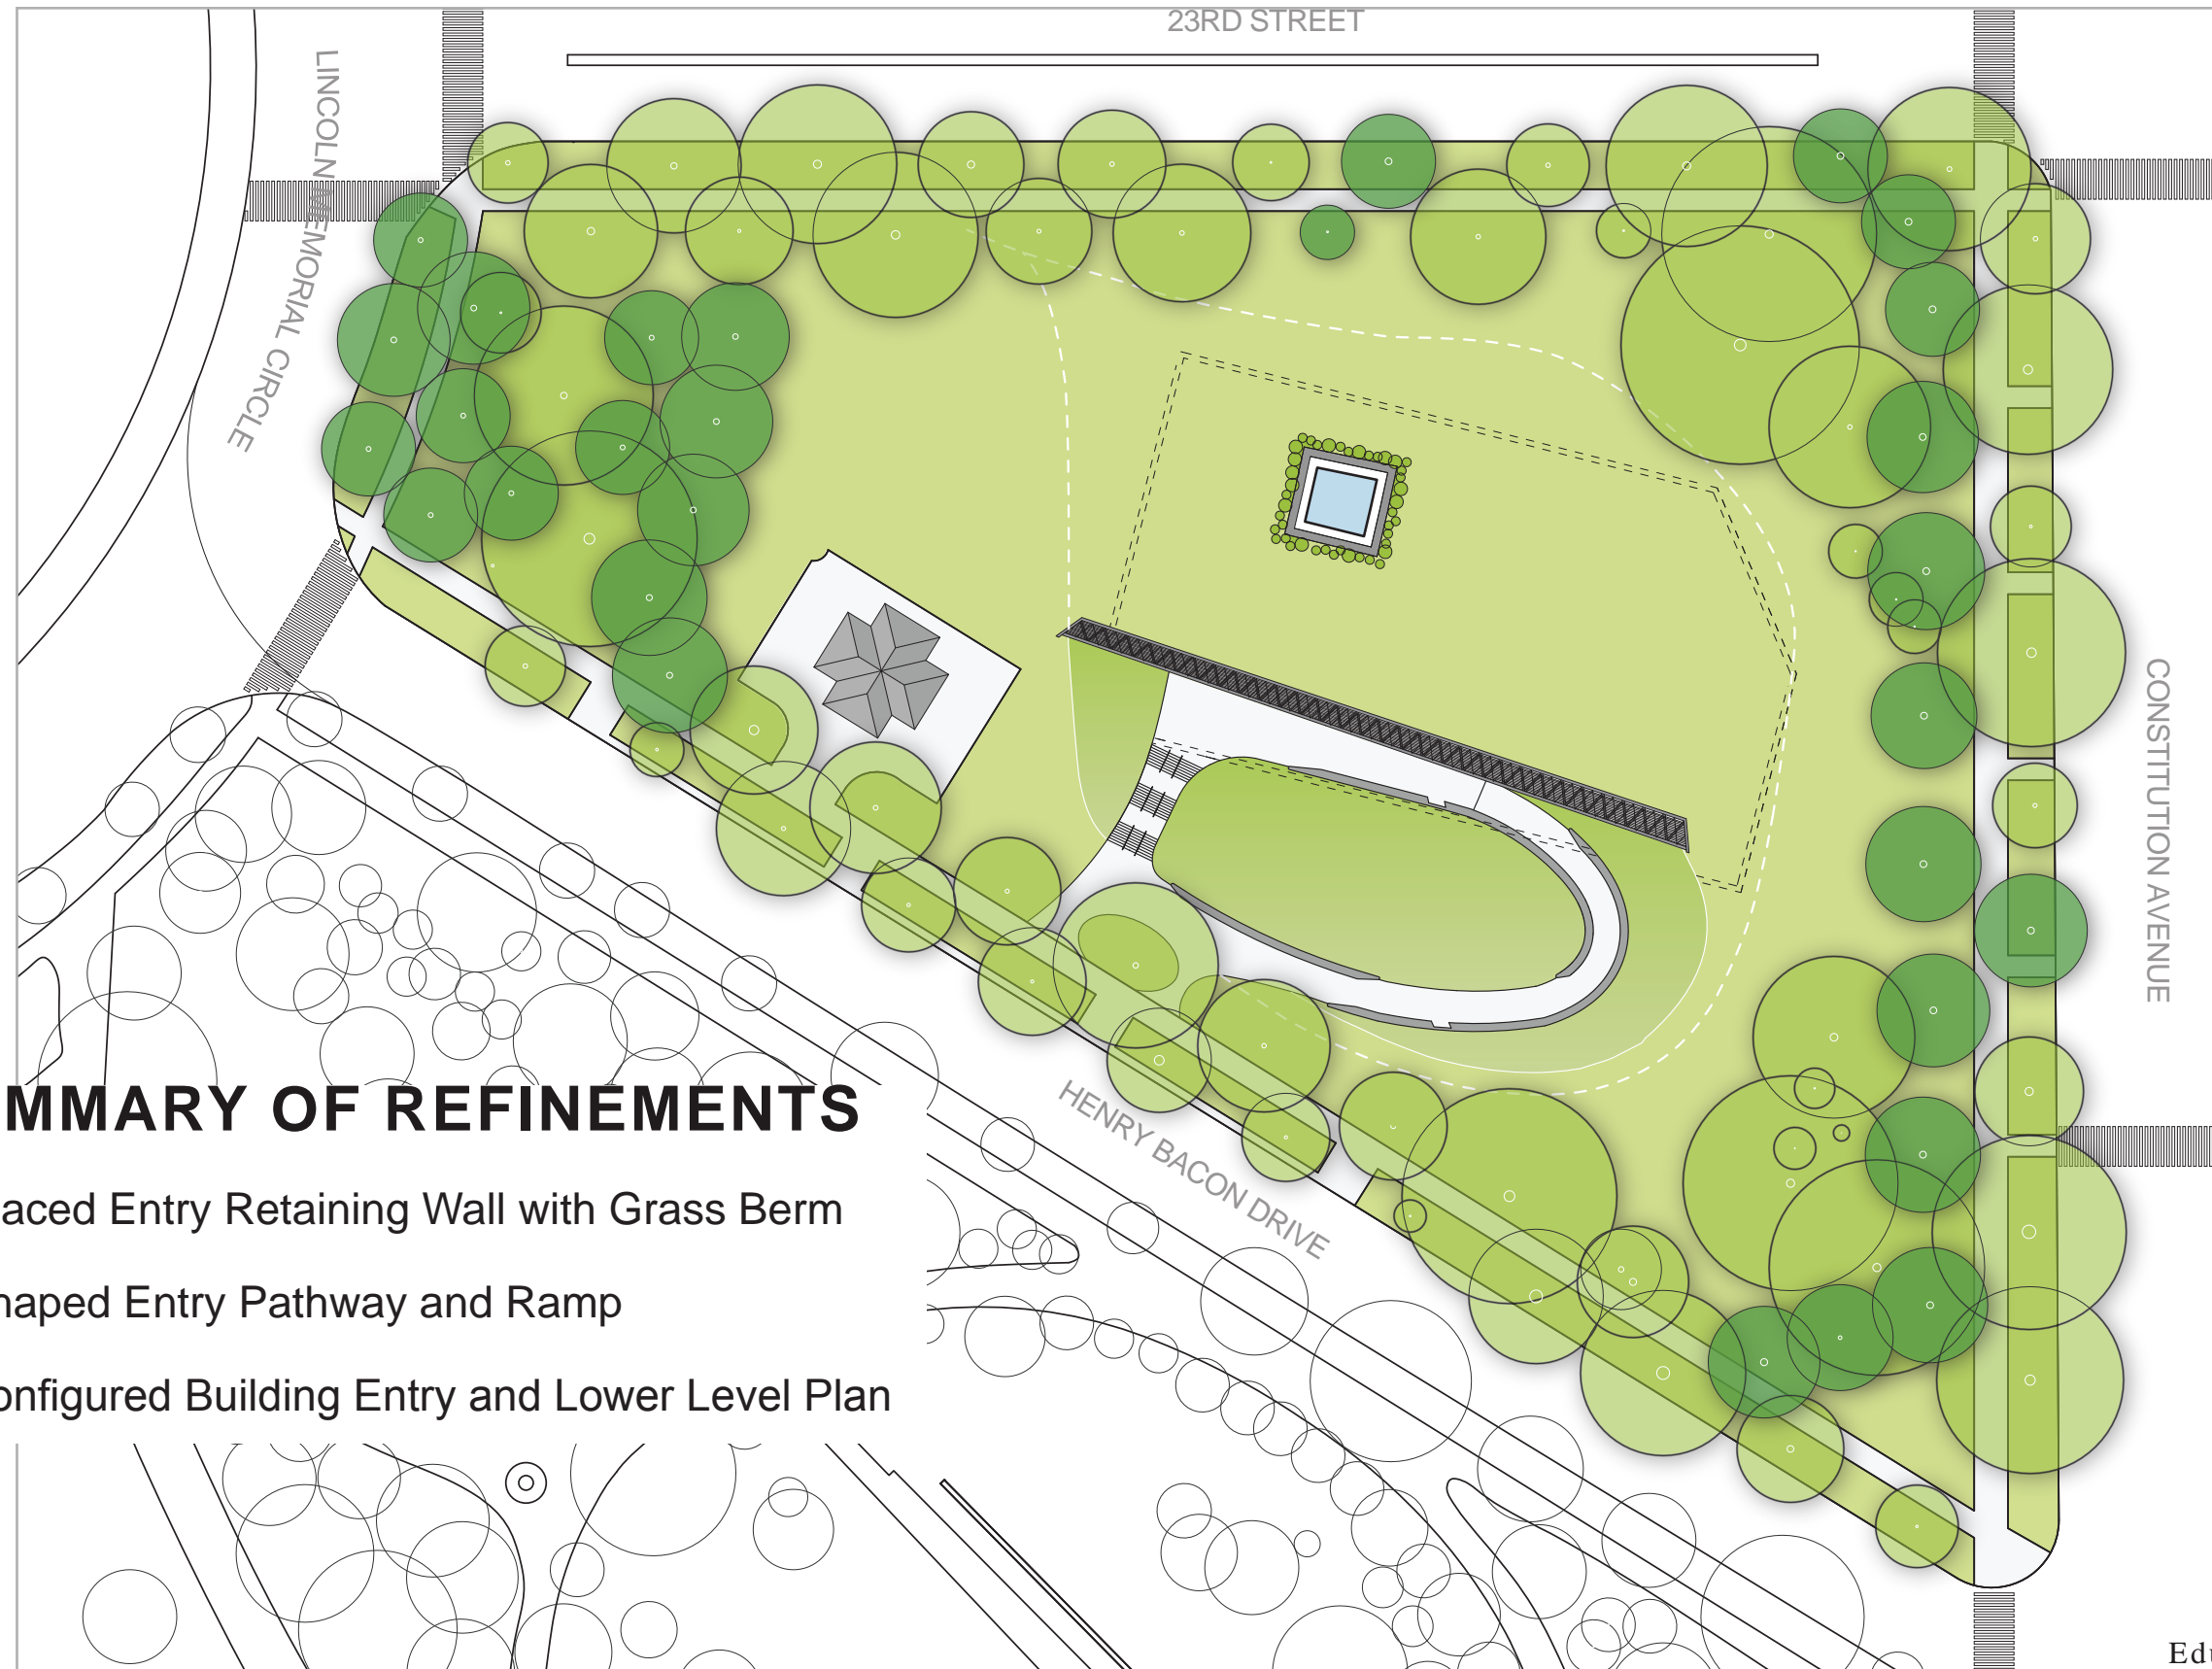 23RD STREET
LINCOLN MEMORIAL CIRCLE
CONSTITUTION AVENUE
HENRY BACON DRIVE
MMARY OF REFINEMENTS
aced Entry Retaining Wall with Grass Berm
haped Entry Pathway and Ramp
onfigured Building Entry and Lower Level Plan
Edu